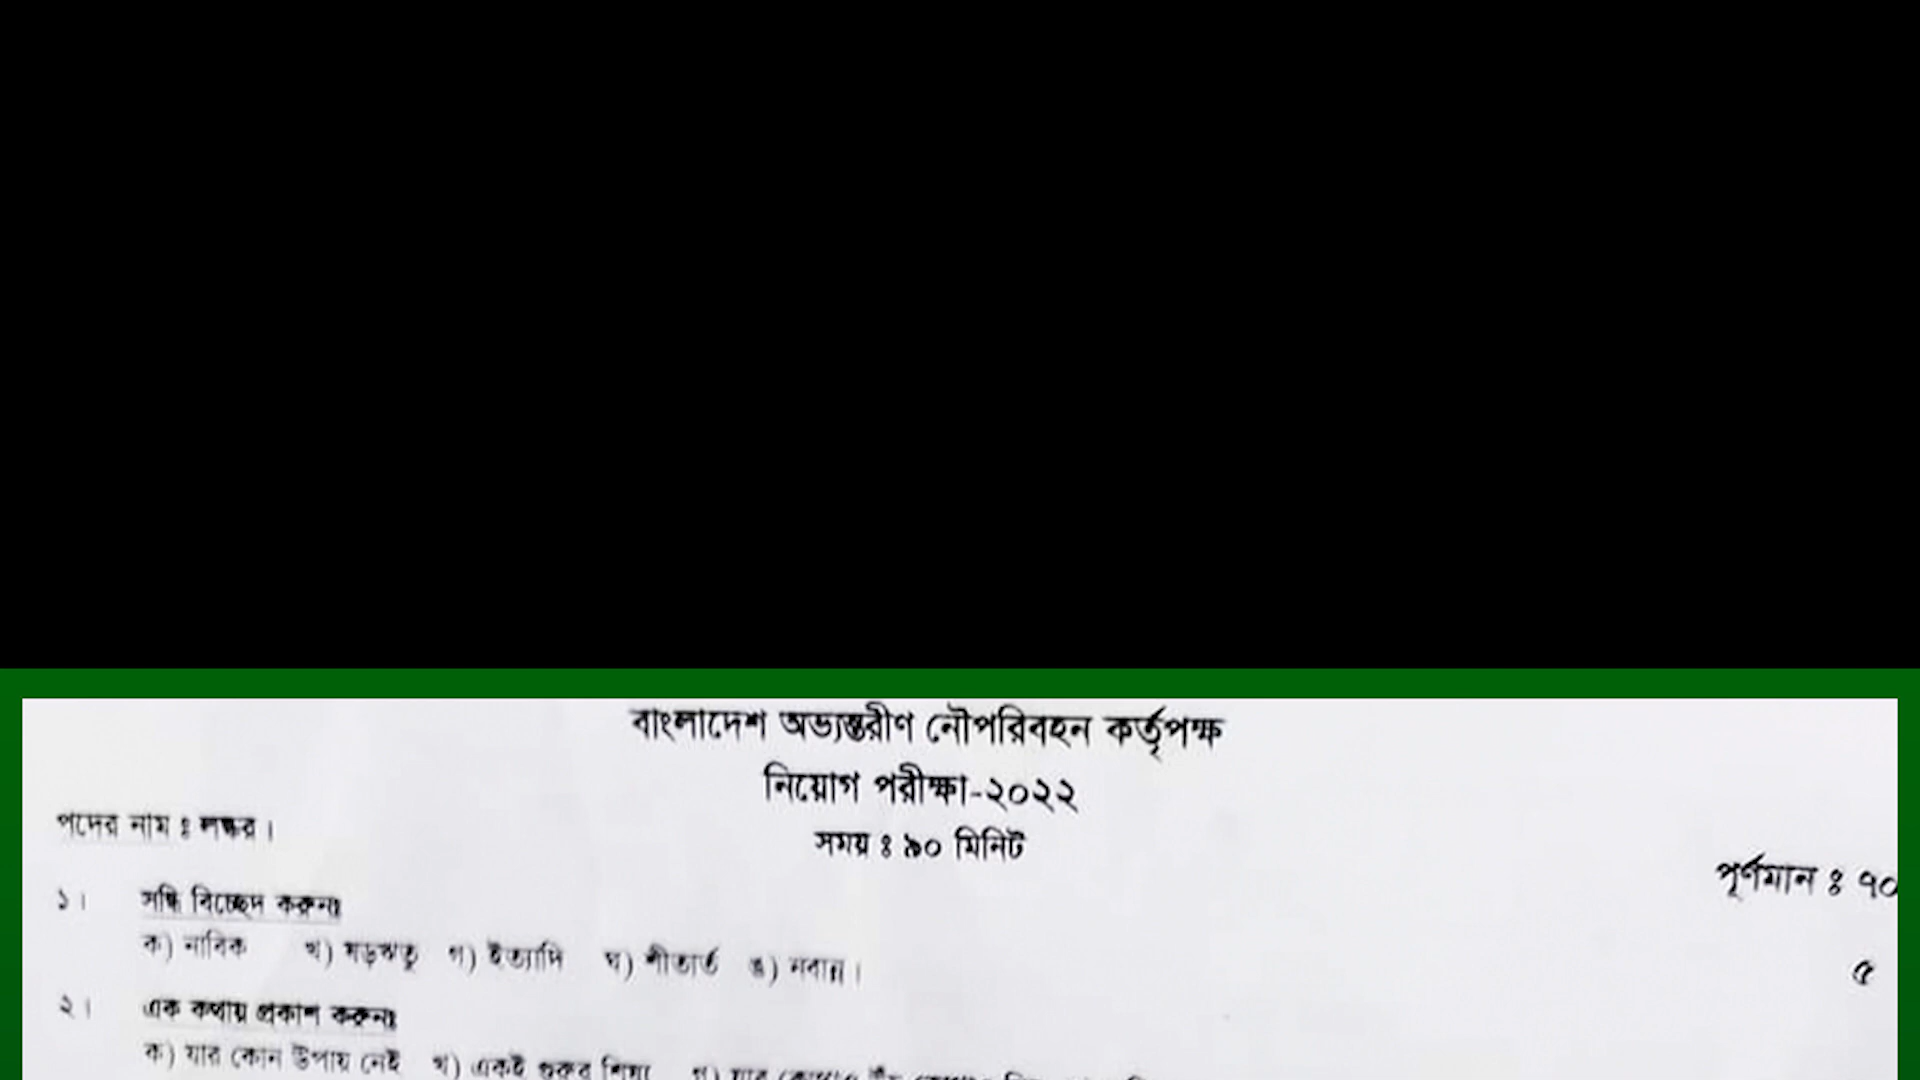 বাংলাদেশ অভ্যন্তরীণ নৌপরিবহন কর্তৃপক্ষ
নিয়োগ পরীক্ষা-২০২২
সময় ঃ ৯০ মিনিট
পদের নাম ঃ লস্কর।
পূর্ণমান ঃ ৭০
১। সন্ধি বিচ্ছেদ করুনঃ
ক) নাবিক খ) ষড়ঋতু গ) ইত্যাদি ঘ) শীতার্ত ঙ) নবান্ন। ৫
২। এক কথায় প্রকাশ করুনঃ
ক) যার কোন উপায় নেই খ) একই গুরুর শিষ্য গ) যার